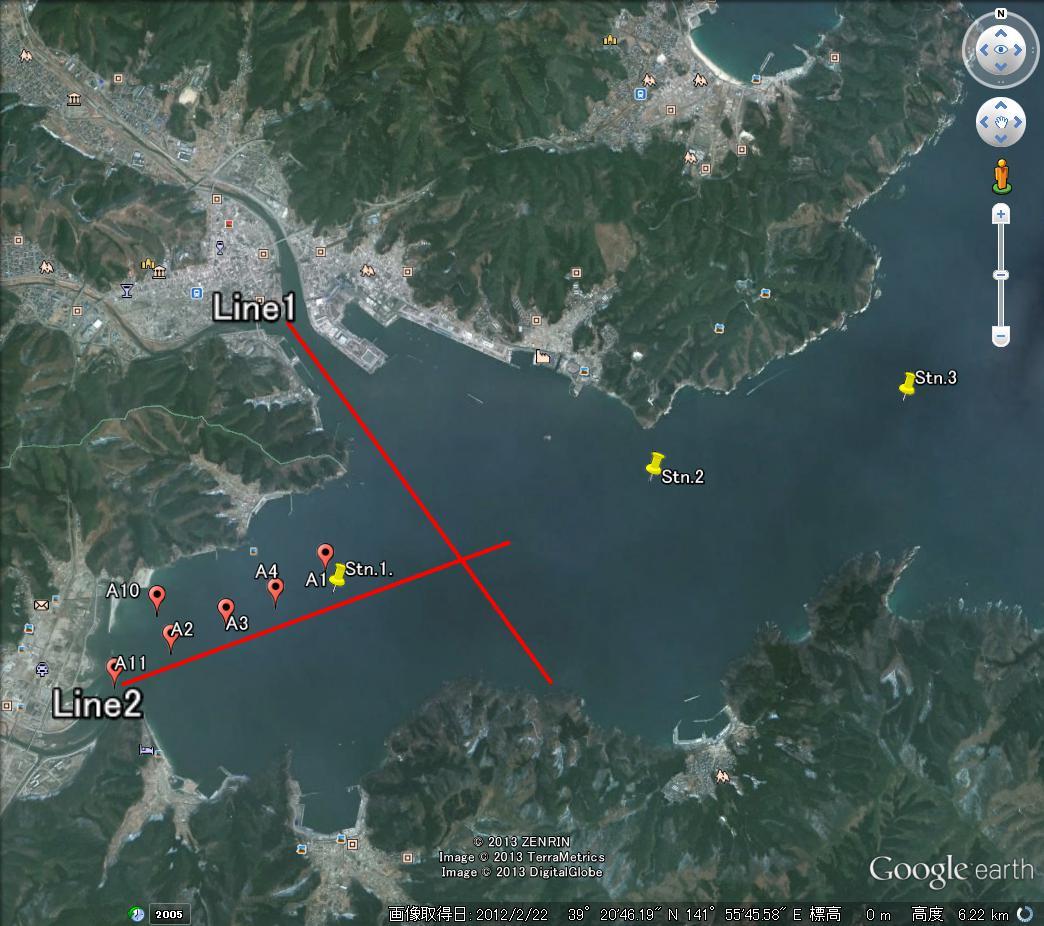 N
Line1
Stn.3
Stn.2
Stn.1.
A1
A4
A10
A3
A2
A11
Line2
© 2013 ZENRIN
Image © 2013 TerraMetrics
Image © 2013 DigitalGlobe
Google earth
2005
画像取得日: 2012/2/22 39° 20'46.19" N 141° 55'45.58" E 標高 0 m 高度 6.22 km